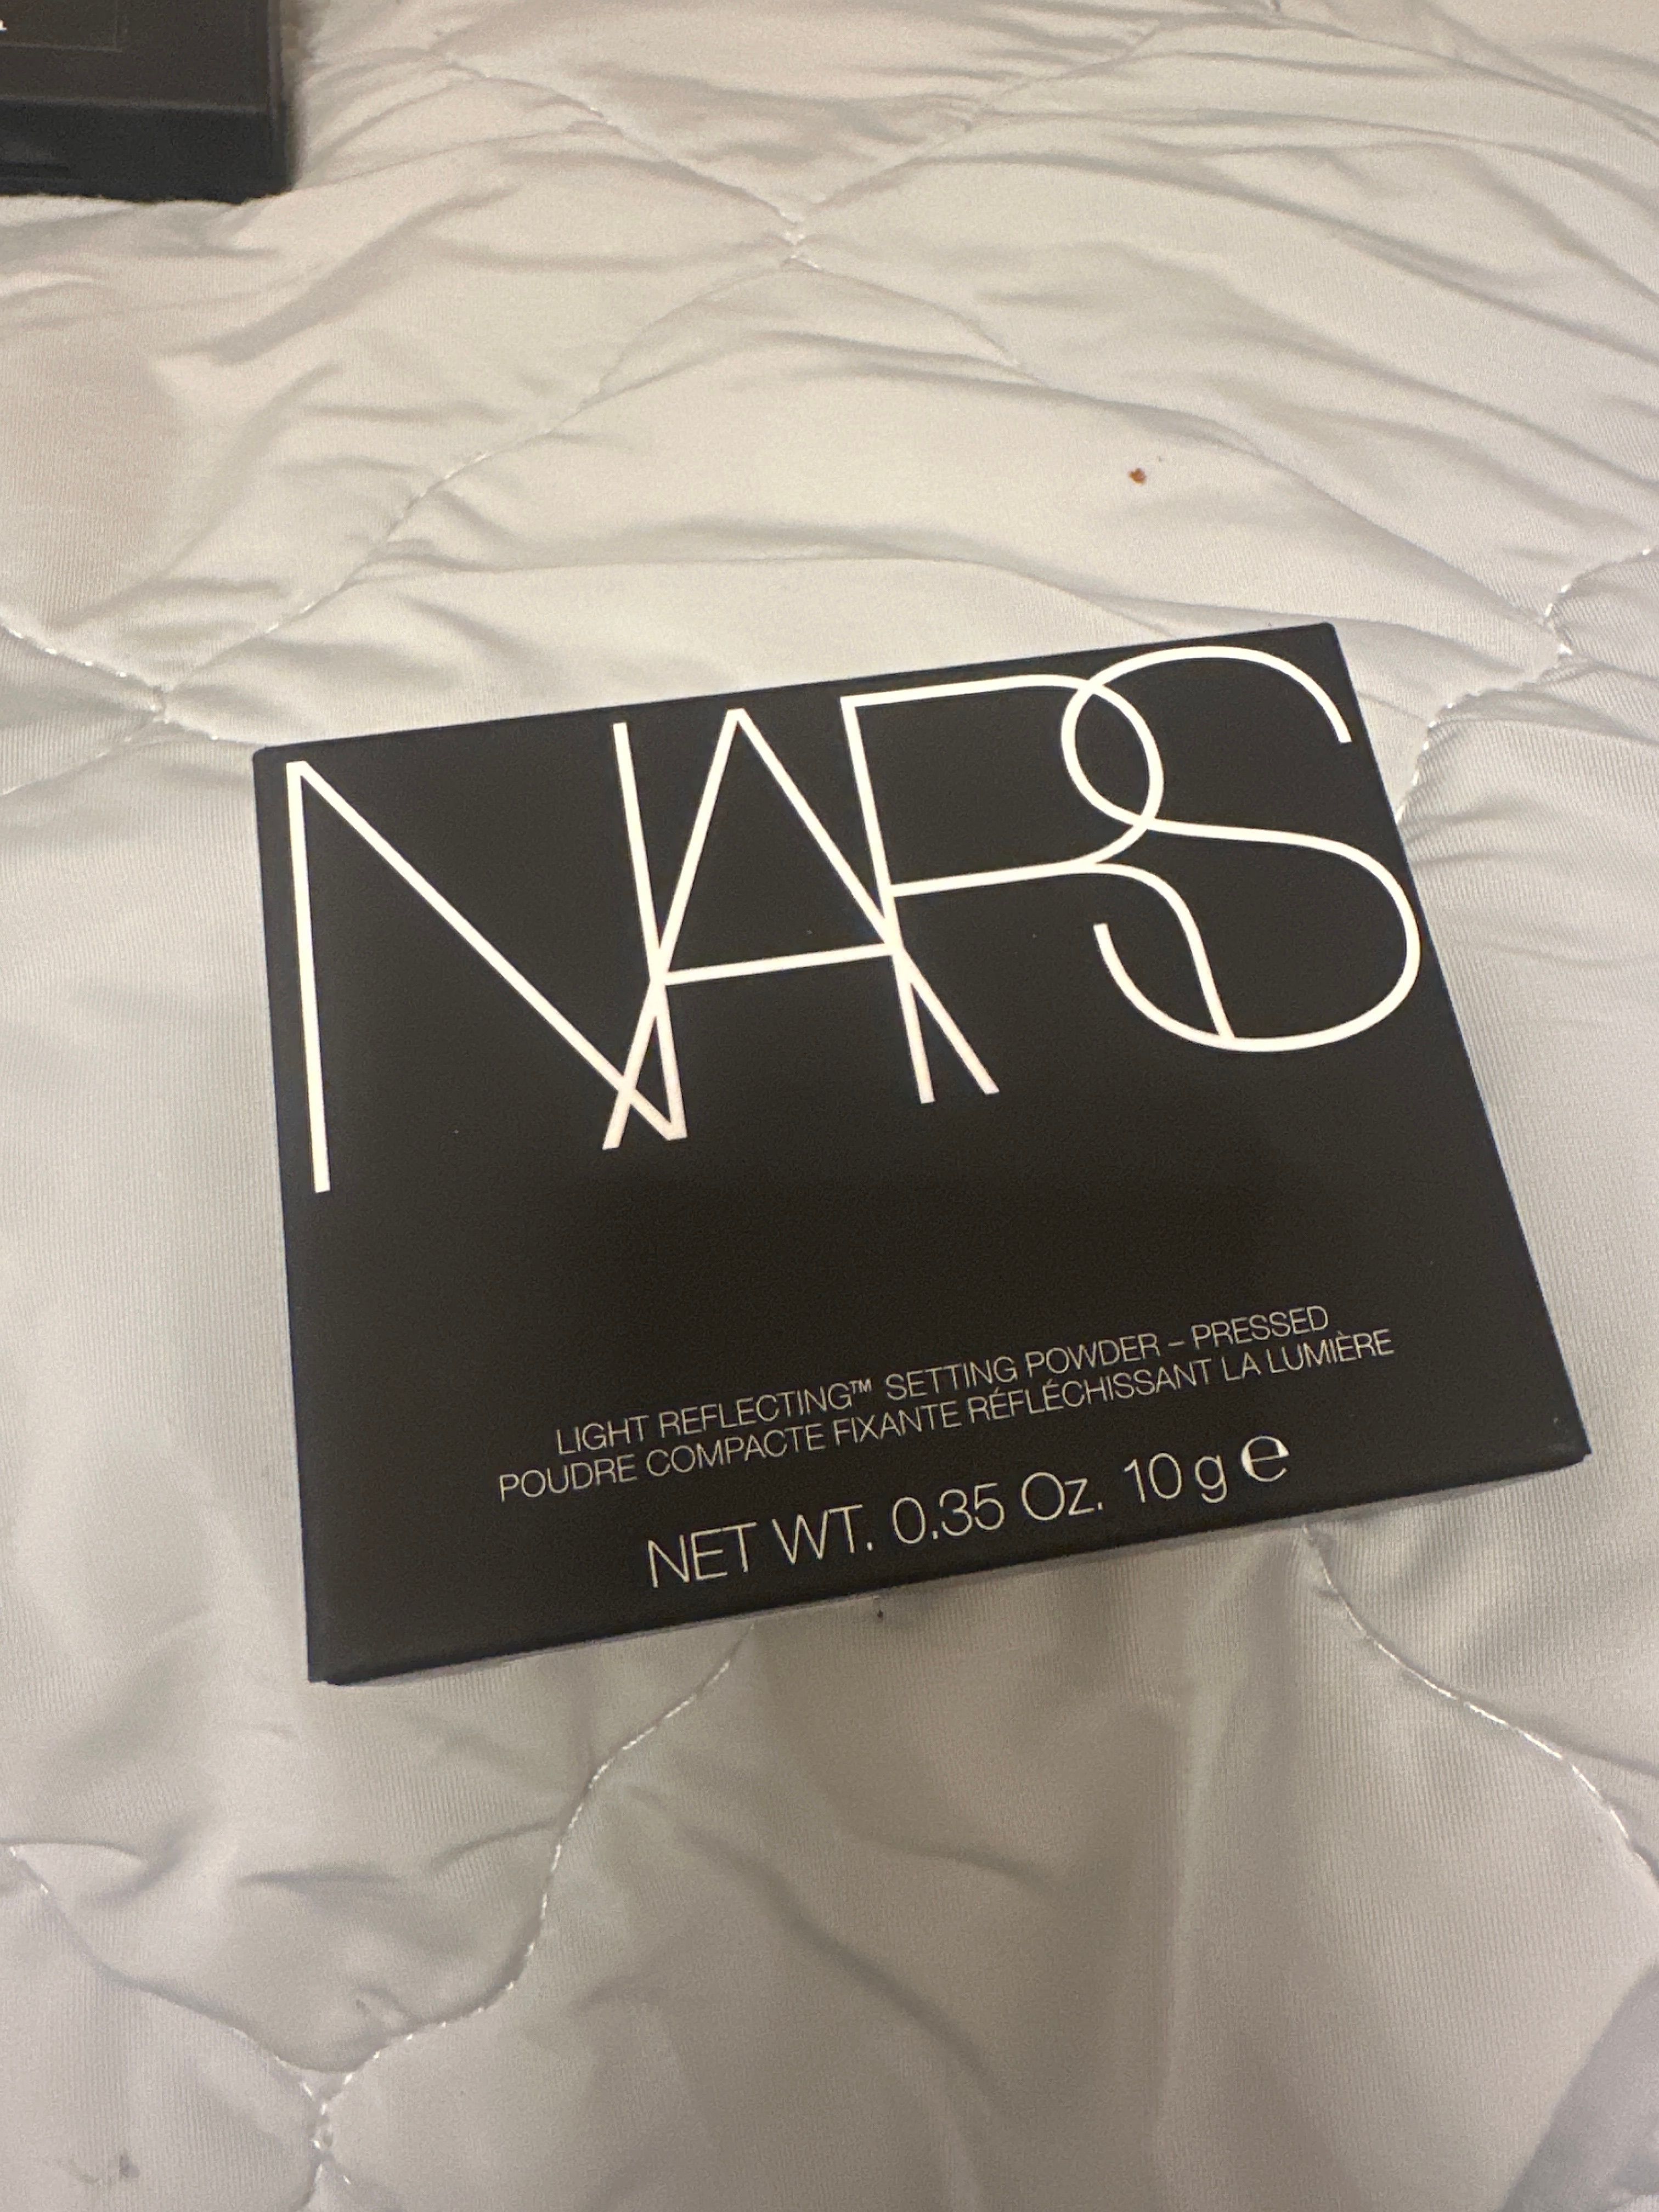 NARS
LIGHT REFLECTING™ SETTING POWDER – PRESSED
POUDRE COMPACTE FIXANTE RÉFLÉCHISSANT LA LUMIÈRE
NET WT. 0.35 Oz. 10 g ℮